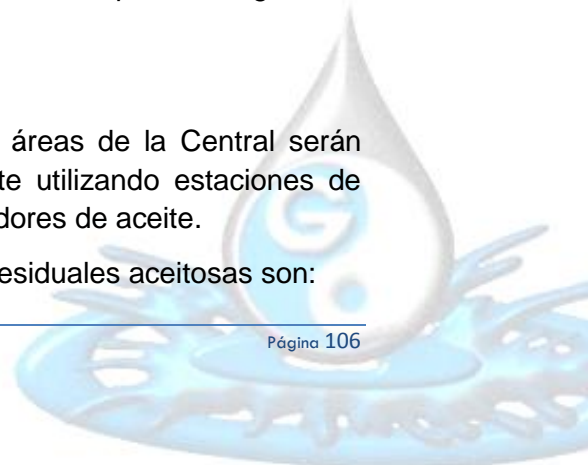 áreas de la Central serán
te utilizando estaciones de
dores de aceite.
esiduales aceitosas son:
Página 106
G